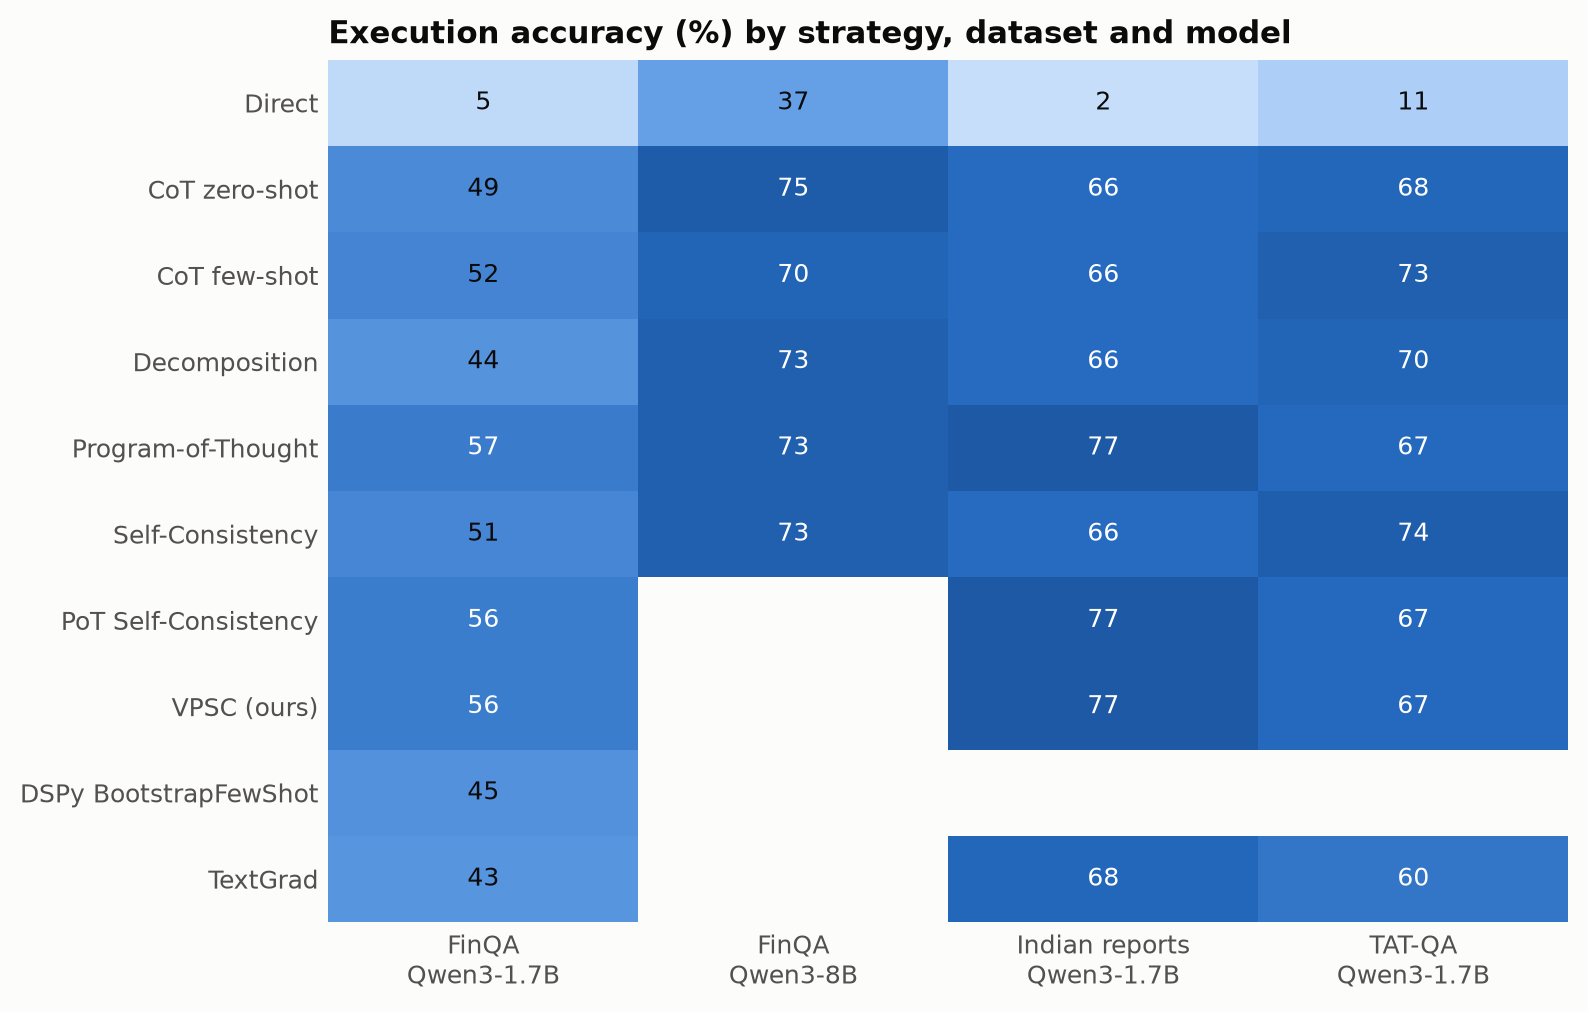 Execution accuracy (%) by strategy, dataset and model
Direct 5 37 2 11
CoT zero-shot 49 75 66 68
CoT few-shot 52 70 66 73
Decomposition 44 73 66 70
Program-of-Thought 57 73 77 67
Self-Consistency 51 73 66 74
PoT Self-Consistency 56 77 67
VPSC (ours) 56 77 67
DSPy BootstrapFewShot 45
TextGrad 43 68 60
FinQA FinQA Indian reports TAT-QA
Qwen3-1.7B Qwen3-8B Qwen3-1.7B Qwen3-1.7B